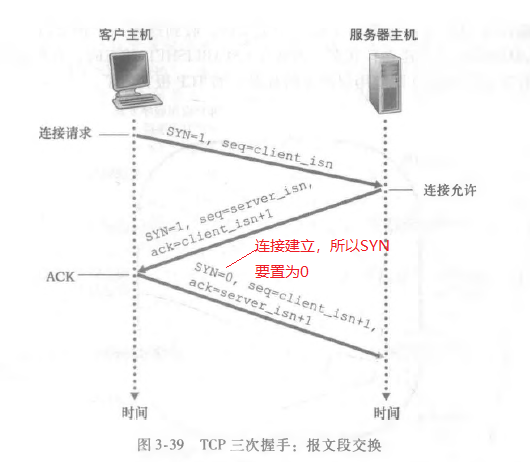 客户主机
服务器主机
连接请求
SYN=1, seq=client_isn
连接允许
SYN=1, seq=server_isn,
ack=client_isn+1
连接建立，所以SYN
要置为0
ACK
SYN=0, seq=client_isn+1,
ack=server_isn+1
时间
时间
图 3-39 TCP 三次握手：报文段交换